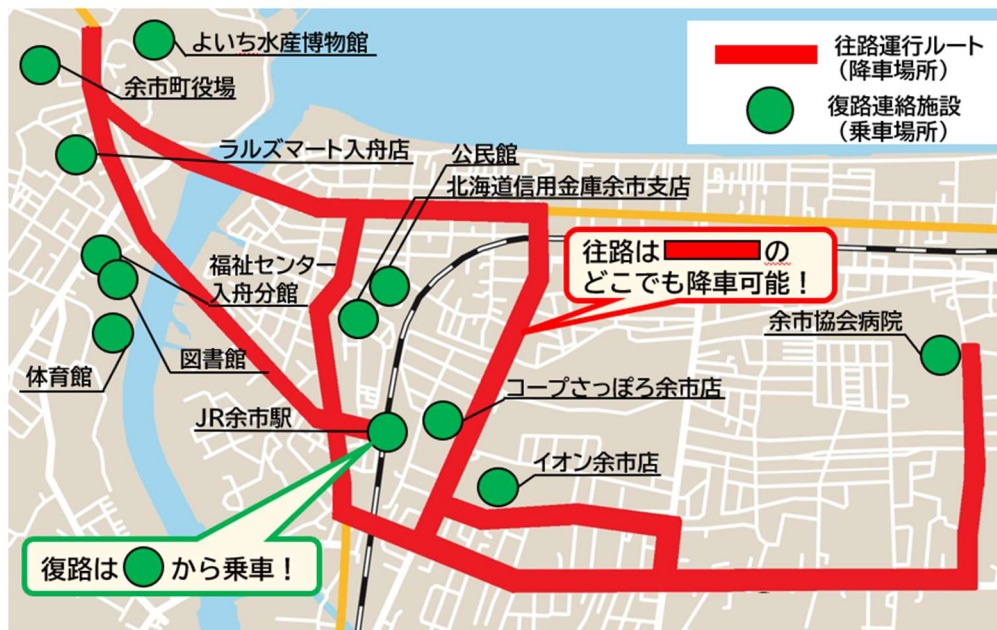 よいち水産博物館
余市町役場
往路運行ルート
(降車場所)
復路連絡施設
(乗車場所)
ラルズマート入舟店
公民館
北海道信用金庫余市支店
福祉センター
入舟分館
往路は の
どこでも降車可能!
余市協会病院
図書館
体育館
コープさっぽろ余市店
JR余市駅
イオン余市店
復路は から乗車!